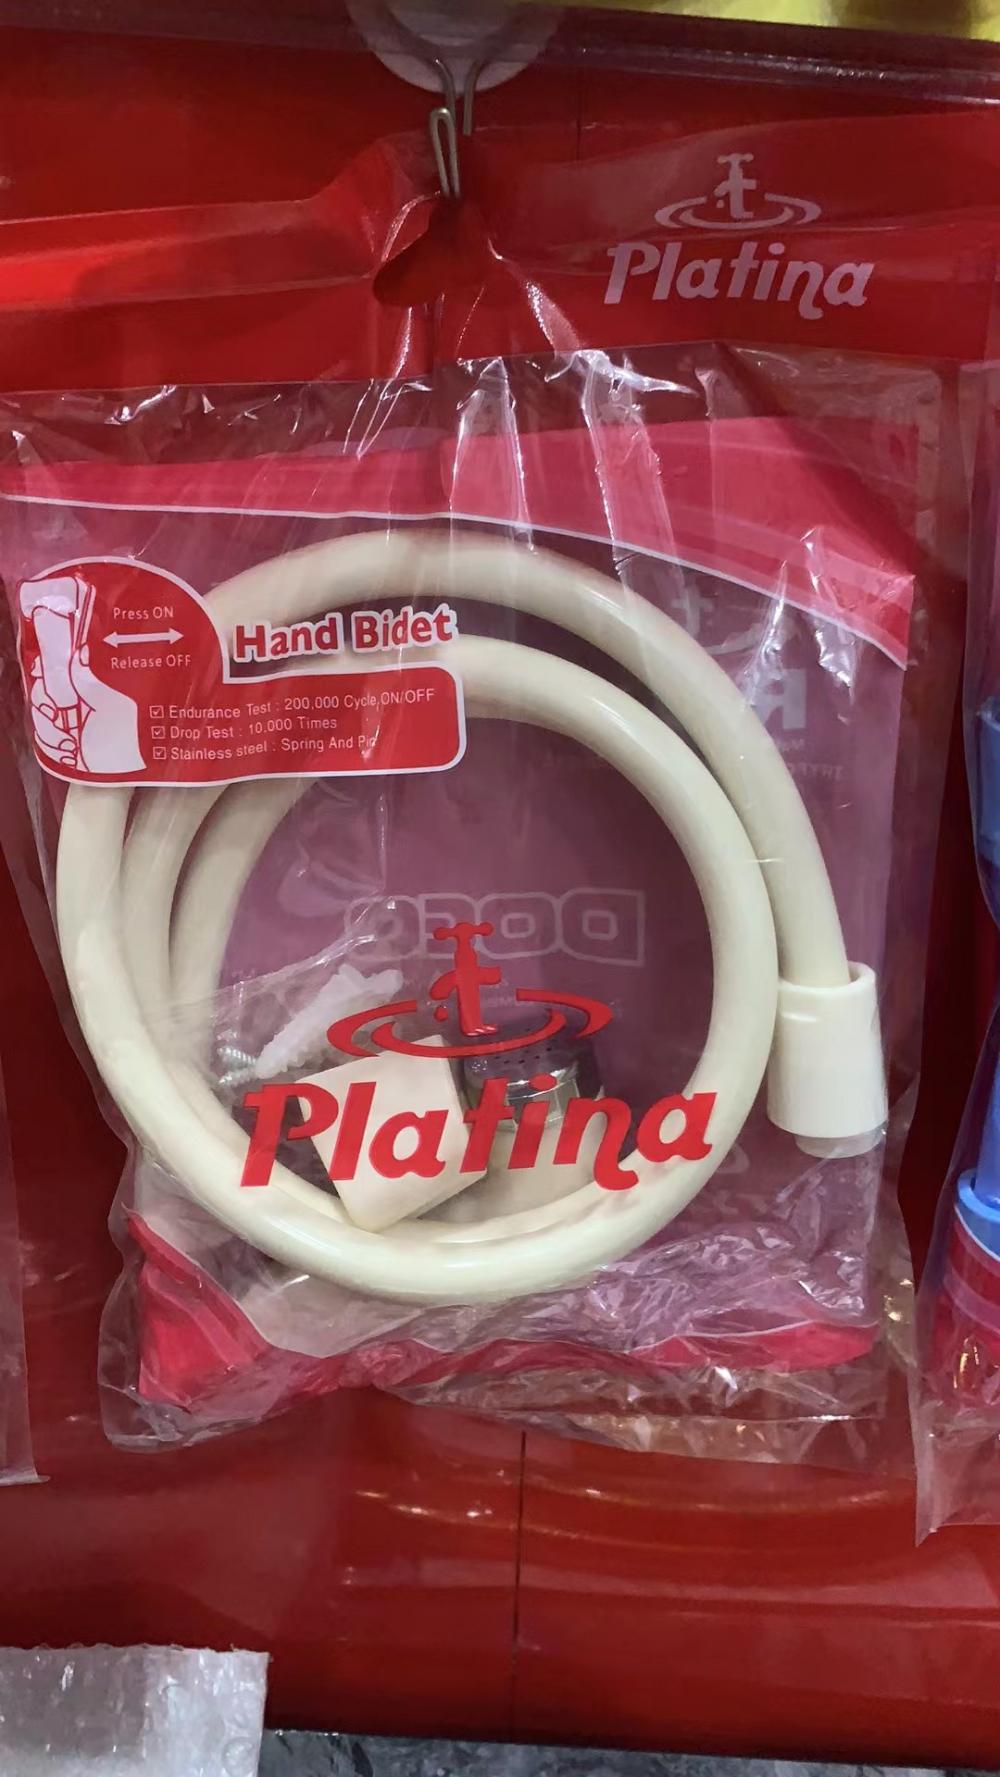 Platina
Press ON
Release OFF
Hand Bidet
Endurance Test : 200,000 Cycle ON/OFF
Drop Test : 10,000 Times
Stainless steel : Spring And Pin
Platina